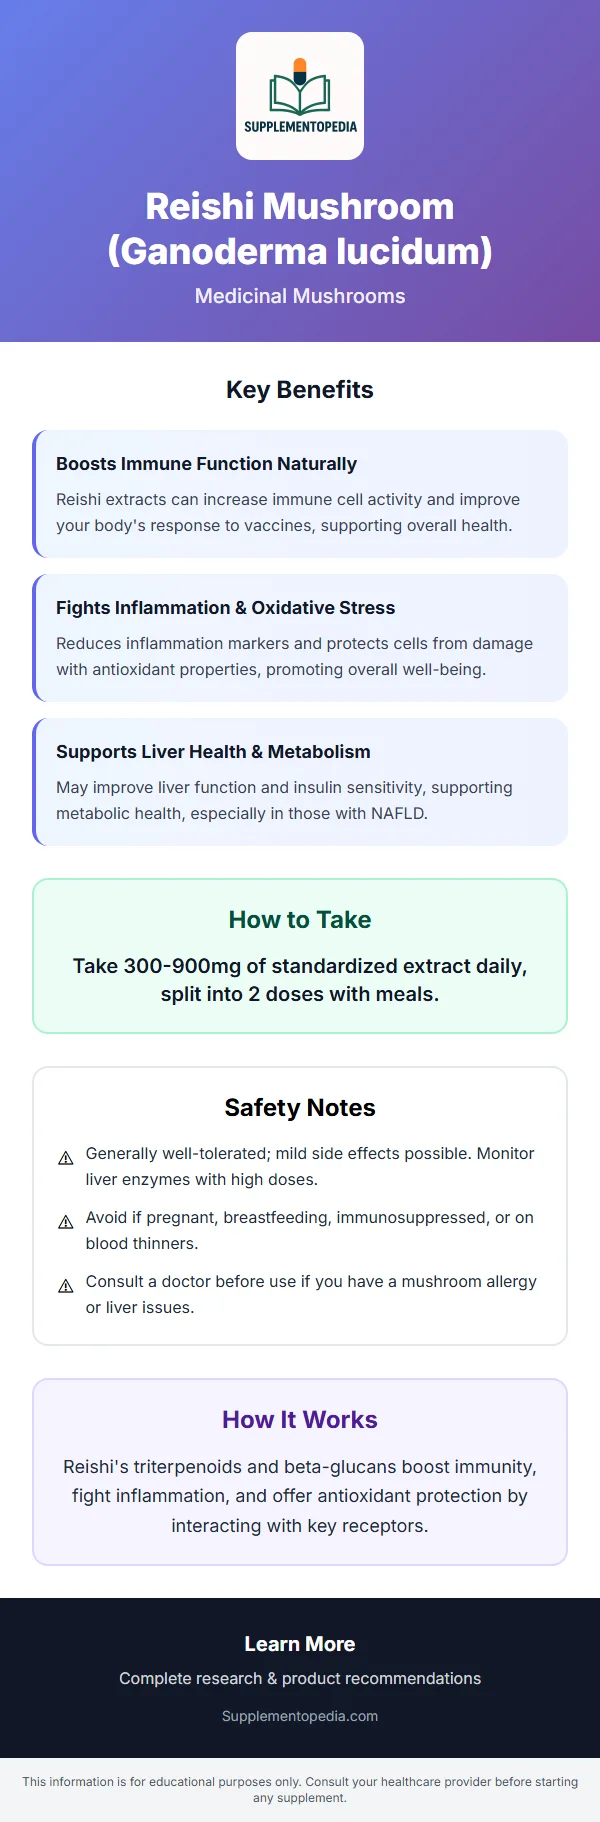 SUPPLEMENTOPEDIA
Reishi Mushroom
(Ganoderma lucidum)
Medicinal Mushrooms
Key Benefits
Boosts Immune Function Naturally
Reishi extracts can increase immune cell activity and improve
your body's response to vaccines, supporting overall health.
Fights Inflammation & Oxidative Stress
Reduces inflammation markers and protects cells from damage
with antioxidant properties, promoting overall well-being.
Supports Liver Health & Metabolism
May improve liver function and insulin sensitivity, supporting
metabolic health, especially in those with NAFLD.
How to Take
Take 300-900mg of standardized extract daily,
split into 2 doses with meals.
Safety Notes
⚠ Generally well-tolerated; mild side effects possible. Monitor
liver enzymes with high doses.
⚠ Avoid if pregnant, breastfeeding, immunosuppressed, or on
blood thinners.
⚠ Consult a doctor before use if you have a mushroom allergy
or liver issues.
How It Works
Reishi's triterpenoids and beta-glucans boost immunity,
fight inflammation, and offer antioxidant protection by
interacting with key receptors.
Learn More
Complete research & product recommendations
Supplementopedia.com
This information is for educational purposes only. Consult your healthcare provider before starting
any supplement.